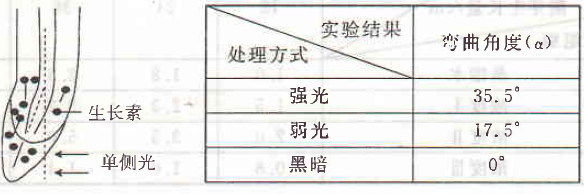 生长素
单侧光
实验结果
处理方式
弯曲角度(α)
强光 35.5°
弱光 17.5°
黑暗 0°